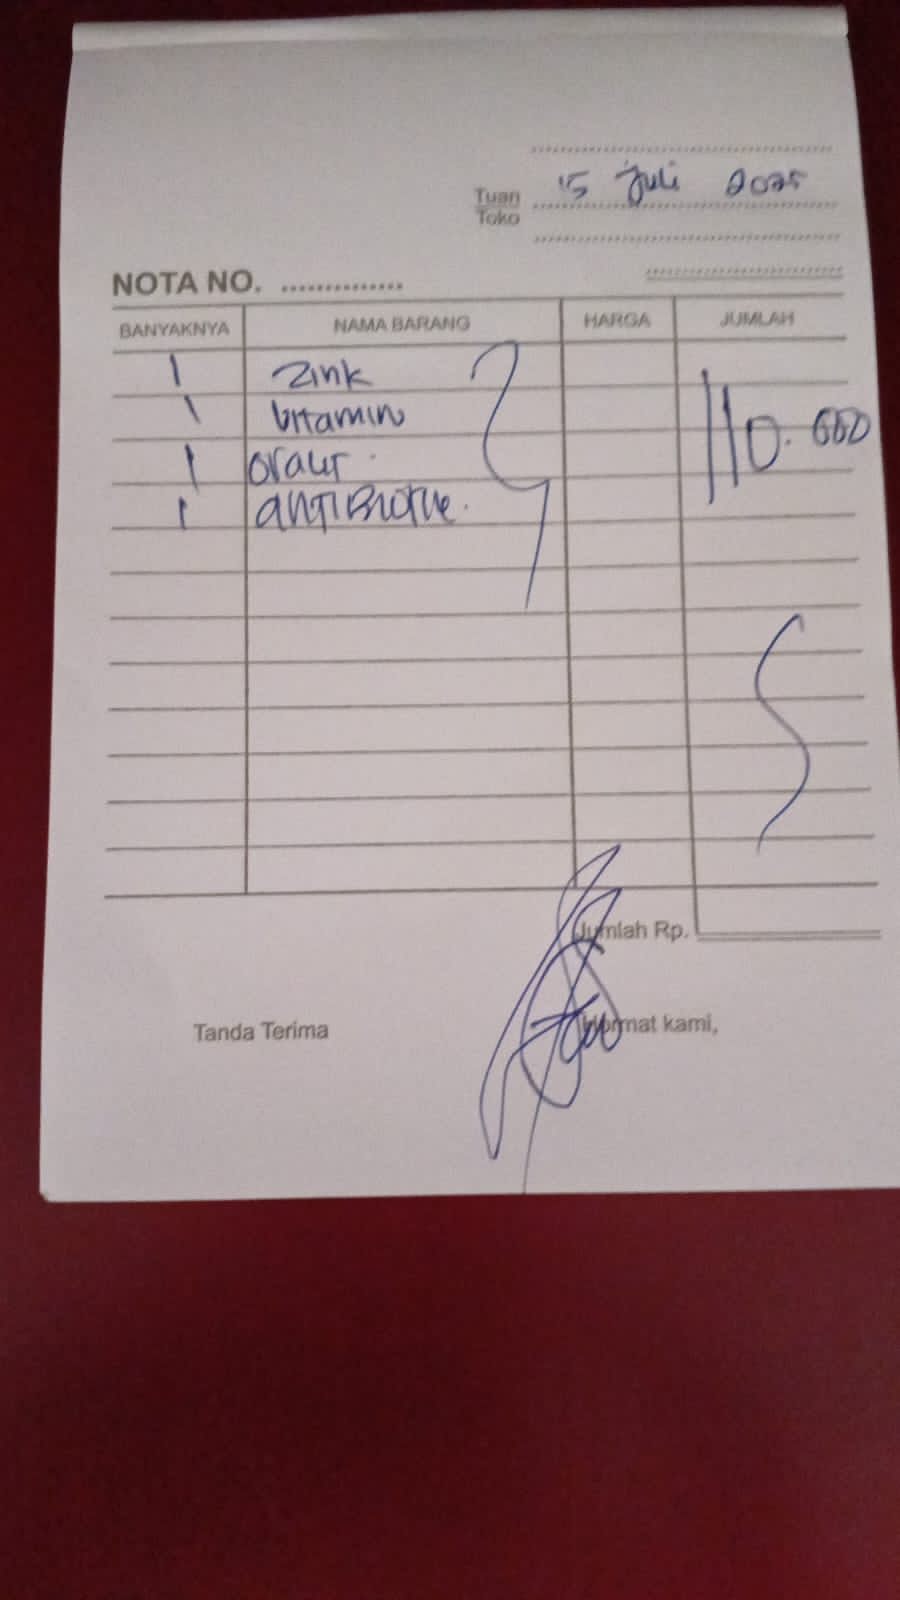 15 Juli 2025
Tuan
Toko
NOTA NO. ..............
BANYAKNYA NAMA BARANG HARGA JUMLAH
1 Zink
1 Vitamin
1 Oralit 110.000
1 Antibiotik.
Jumlah Rp.
Tanda Terima Hormat kami,